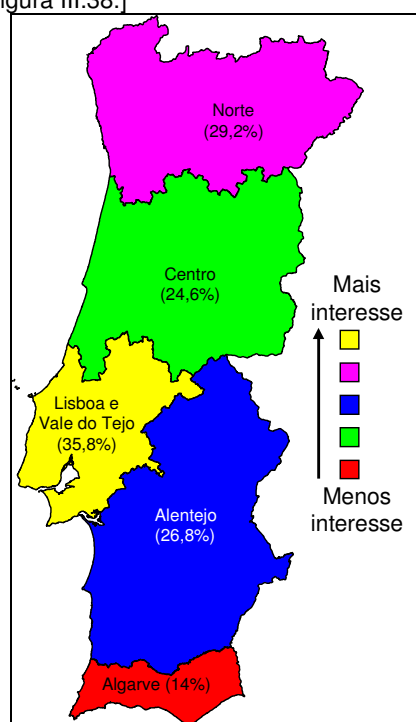 gura III.38.]
Norte
(29,2%)
Centro
(24,6%)
Mais
interesse
Lisboa e
Vale do Tejo
(35,8%)
Alentejo
(26,8%)
Menos
interesse
Algarve (14%)